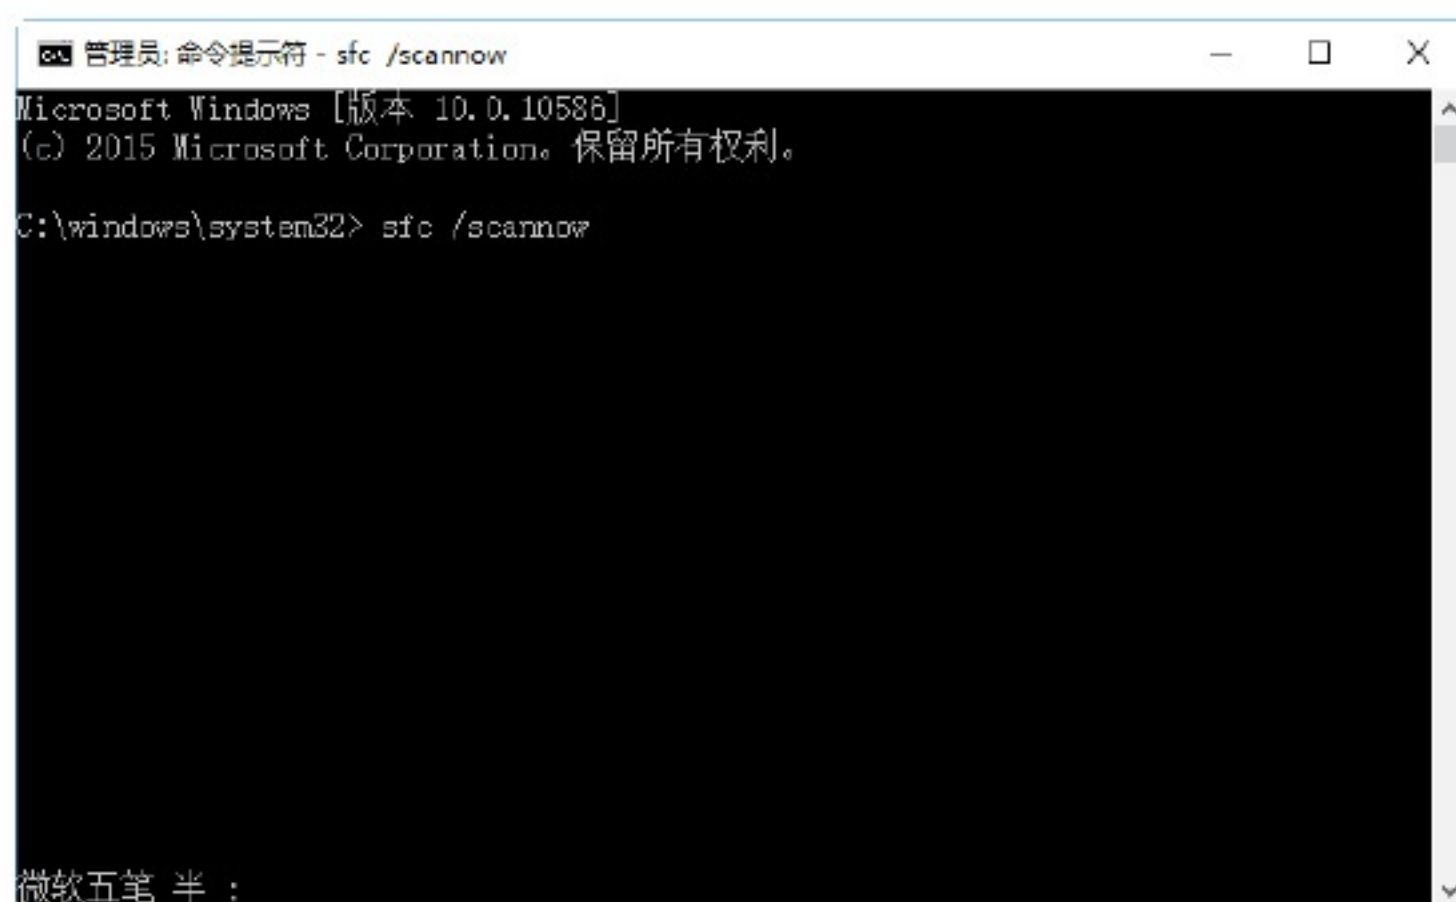 管理员: 命令提示符 - sfc /scannow
Microsoft Windows [版本 10.0.10586]
(c) 2015 Microsoft Corporation。保留所有权利。
C:\windows\system32> sfc /scannow
微软五笔 半 :